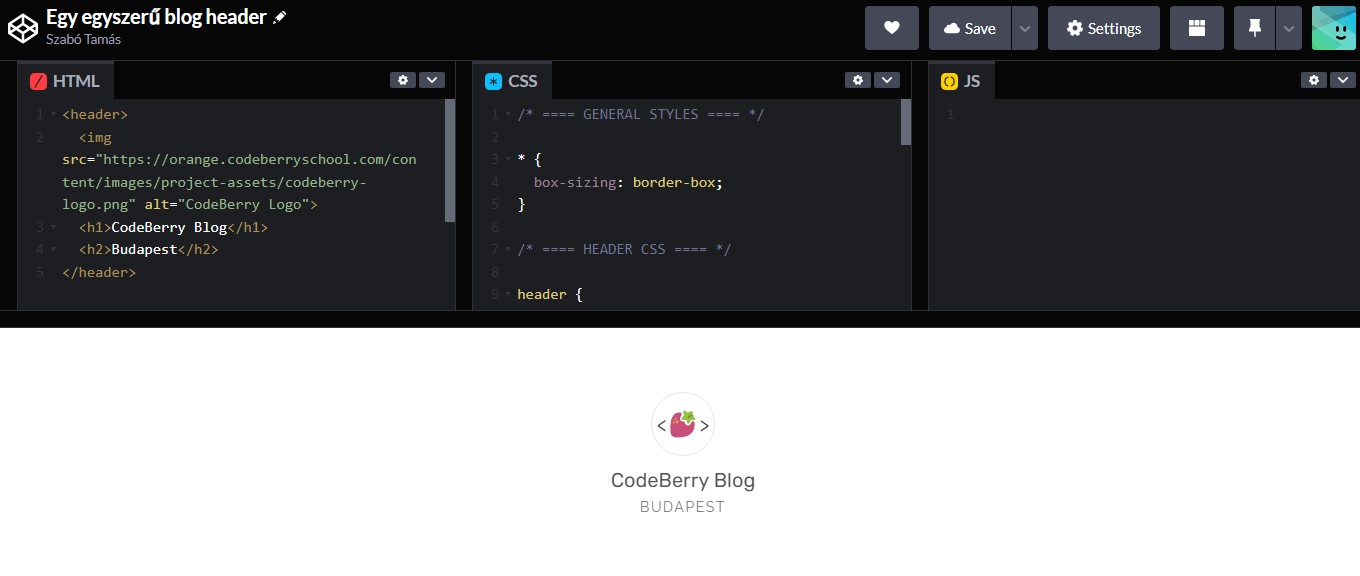 Egy egyszerű blog header
Szabó Tamás
Save
Settings
HTML
1 <header>
2 <img
src="https://orange.codeberryschool.com/con
tent/images/project-assets/codeberry-
logo.png" alt="CodeBerry Logo">
3 <h1>CodeBerry Blog</h1>
4 <h2>Budapest</h2>
5 </header>
CSS
1 /* ==== GENERAL STYLES ==== */
2
3 * {
4 box-sizing: border-box;
5 }
6
7 /* ==== HEADER CSS ==== */
8
9 header {
JS
1
< >
CodeBerry Blog
BUDAPEST